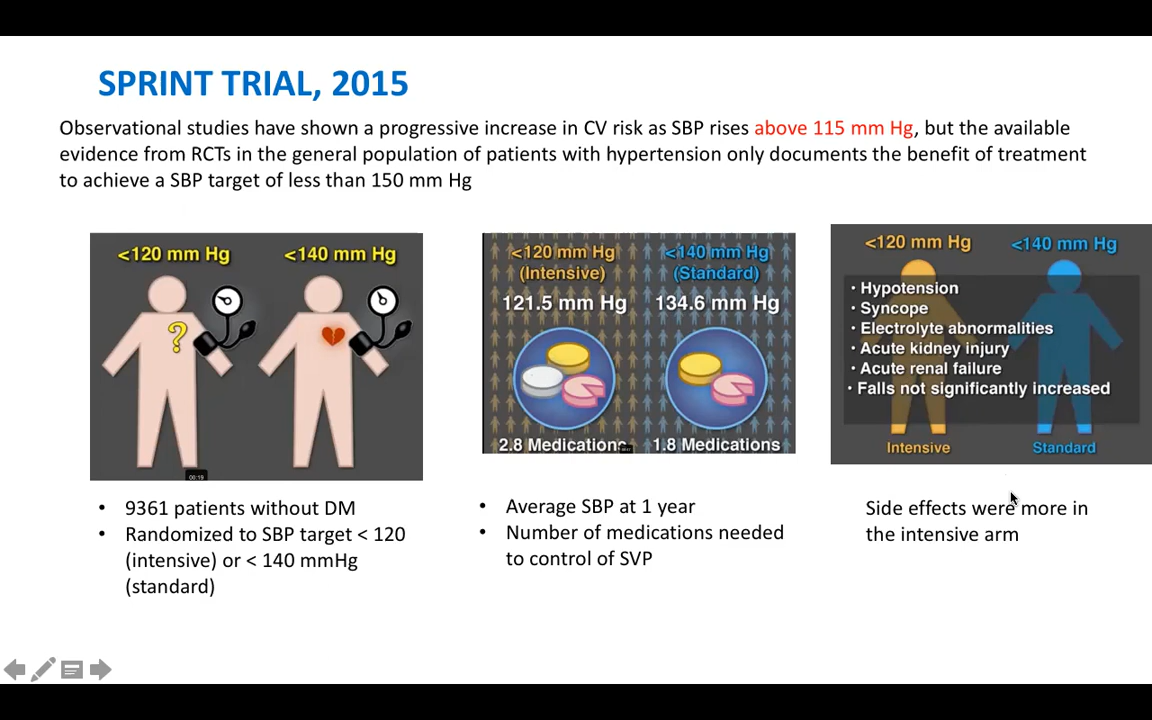 SPRINT TRIAL, 2015
Observational studies have shown a progressive increase in CV risk as SBP rises above 115 mm Hg, but the available
evidence from RCTs in the general population of patients with hypertension only documents the benefit of treatment
to achieve a SBP target of less than 150 mm Hg
<120 mm Hg
<140 mm Hg
?
00:19
• 9361 patients without DM
• Randomized to SBP target < 120
(intensive) or < 140 mmHg
(standard)
<120 mm Hg
(Intensive)
<140 mm Hg
(Standard)
121.5 mm Hg
134.6 mm Hg
2.8 Medications
1.8 Medications
• Average SBP at 1 year
• Number of medications needed
to control of SVP
<120 mm Hg
<140 mm Hg
• Hypotension
• Syncope
• Electrolyte abnormalities
• Acute kidney injury
• Acute renal failure
• Falls not significantly increased
Intensive
Standard
Side effects were more in
the intensive arm